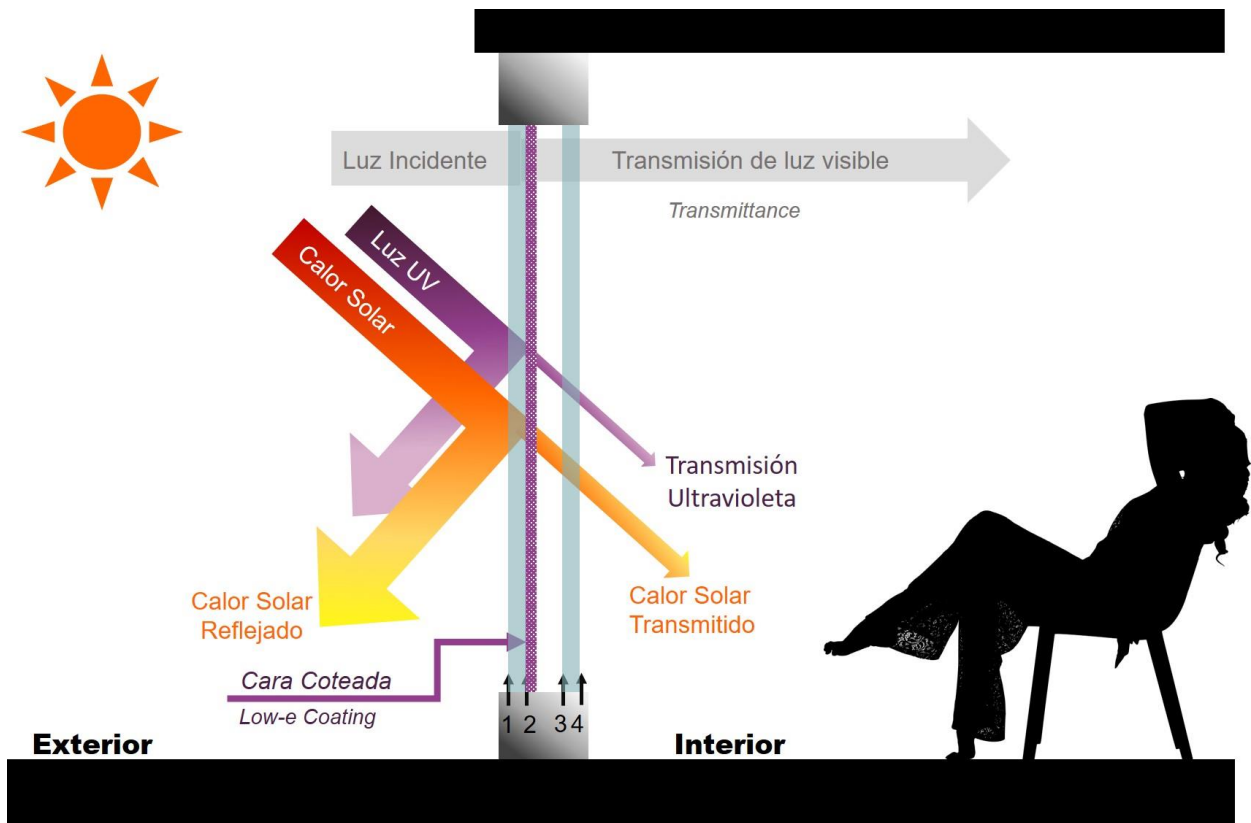 Luz Incidente
Transmisión de luz visible
Transmittance
Luz UV
Calor Solar
Transmisión
Ultravioleta
Calor Solar
Reflejado
Calor Solar
Transmitido
Cara Coteada
Low-e Coating
1 2 3 4
Exterior
Interior